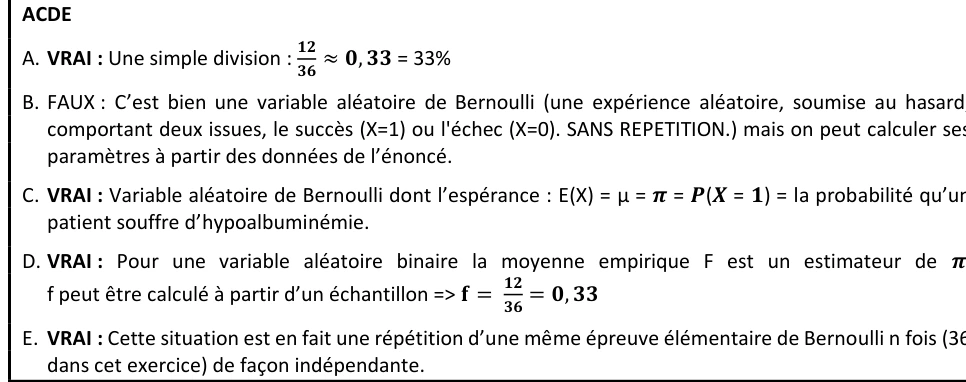 ACDE
A. VRAI : Une simple division : 12/36 ≈ 0,33 = 33%
B. FAUX : C’est bien une variable aléatoire de Bernoulli (une expérience aléatoire, soumise au hasard
comportant deux issues, le succès (X=1) ou l'échec (X=0). SANS REPETITION.) mais on peut calculer ses
paramètres à partir des données de l’énoncé.
C. VRAI : Variable aléatoire de Bernoulli dont l’espérance : E(X) = μ = π = P(X = 1) = la probabilité qu’un
patient souffre d’hypoalbuminémie.
D. VRAI : Pour une variable aléatoire binaire la moyenne empirique F est un estimateur de π
f peut être calculé à partir d’un échantillon => f = 12/36 = 0,33
E. VRAI : Cette situation est en fait une répétition d’une même épreuve élémentaire de Bernoulli n fois (36
dans cet exercice) de façon indépendante.